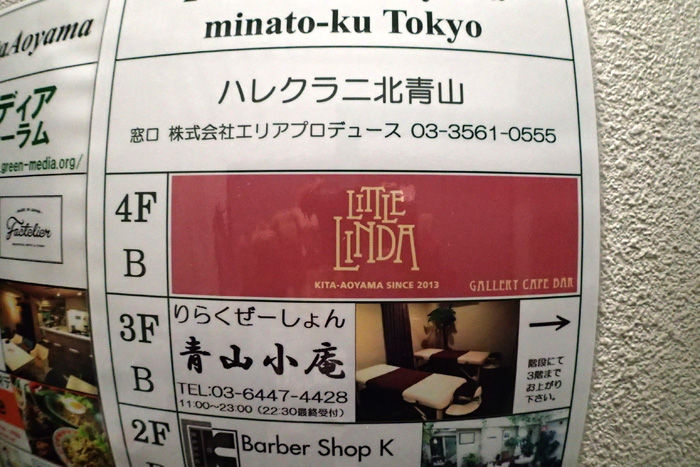 minato-ku Tokyo
Aoyama
ハレクラニ北青山
窓口 株式会社エリアプロデュース 03-3561-0555
ディア
ーラム
green-media.org/
4F
B
LITTLE
LINDA
KITA-AOYAMA SINCE 2013
GALLERY CAFE BAR
Factelier
3F
B
りらくぜーしょん
青山小庵
TEL:03-6447-4428
11:00~23:00(22:30最終受付)
→
階段にて
3階まで
お上がり
下さい。
2F
Barber Shop K